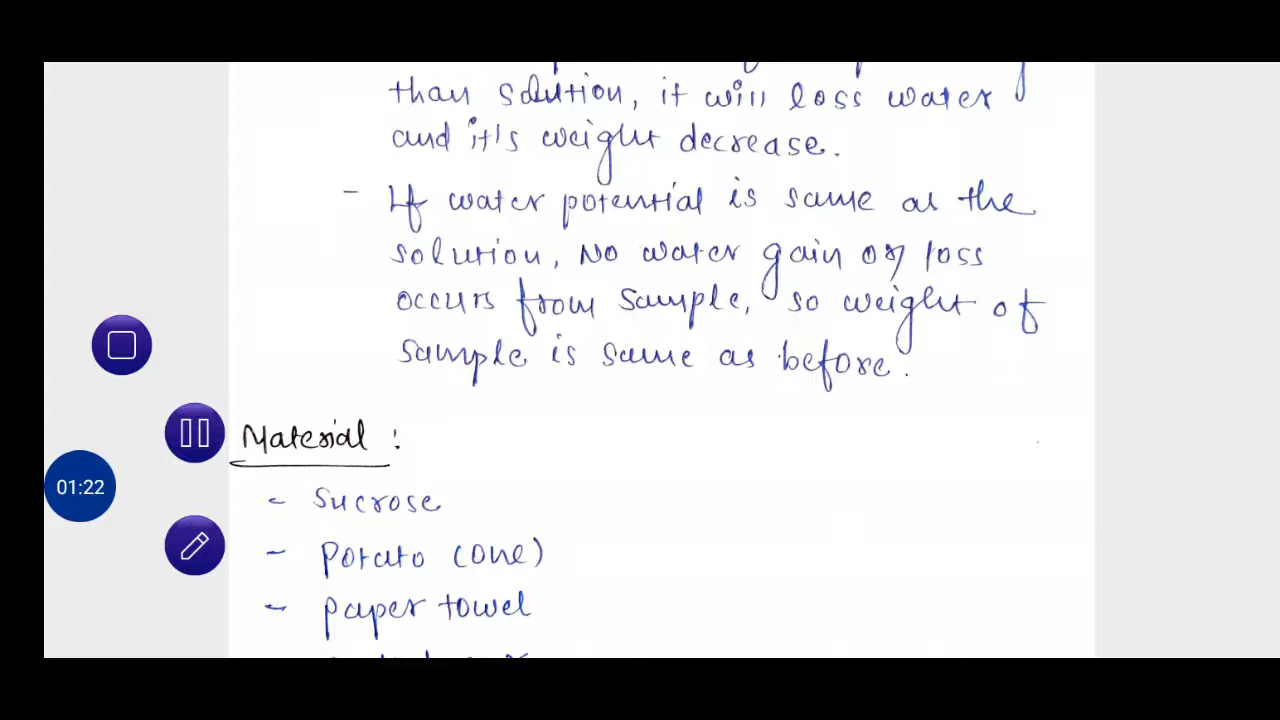 than solution, it will loss water
and it's weight decrease.
- If water potential is same as the
solution, No water gain or loss
occurs from sample, so weight of
sample is same as before.
Material :
- Sucrose
- Potato (one)
- Paper towel
01:22